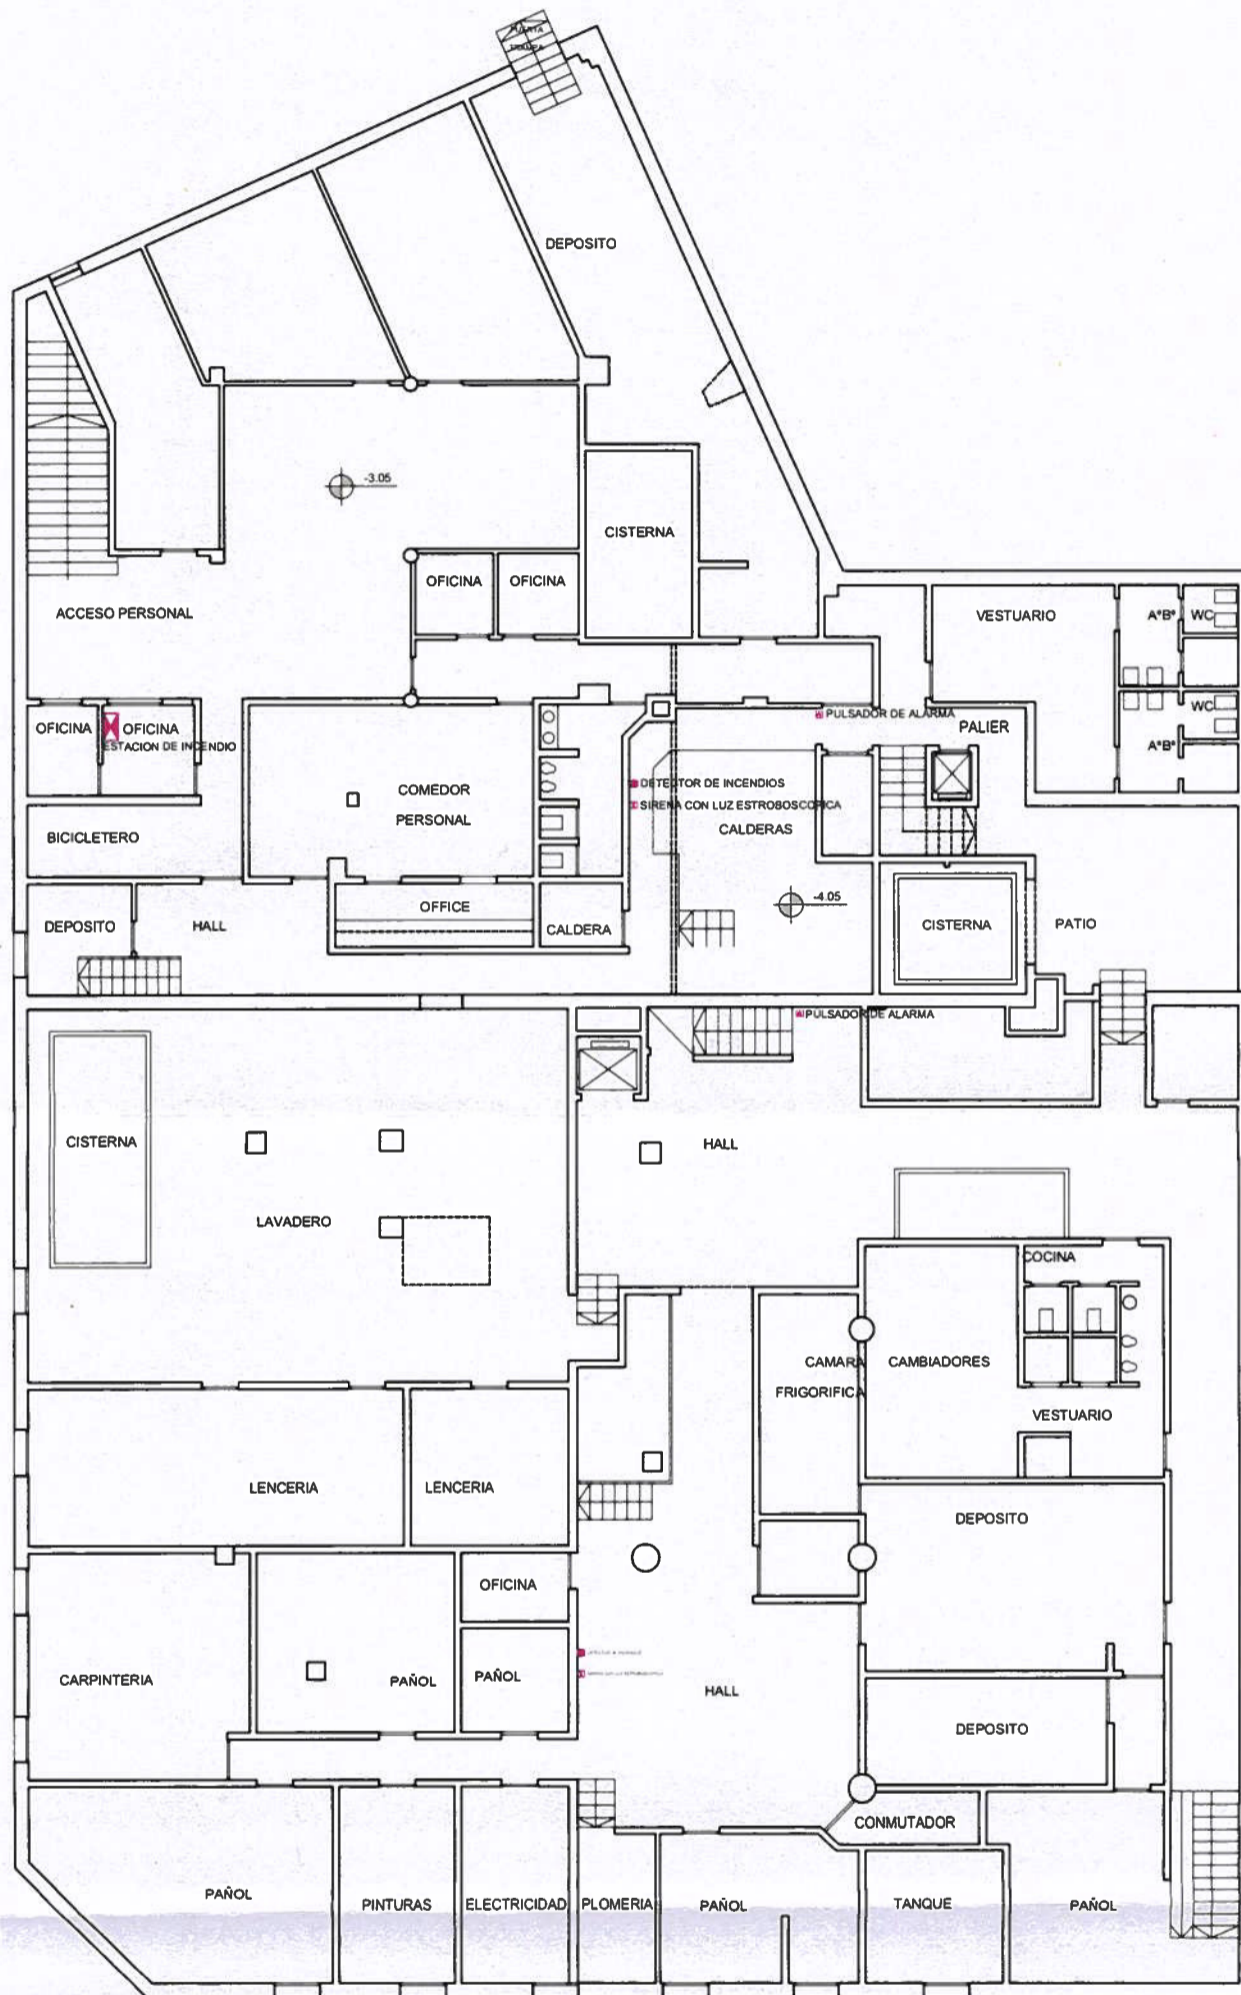 PUERTA
TRAMPA
DEPOSITO
-3.05
CISTERNA
OFICINA
OFICINA
ACCESO PERSONAL
VESTUARIO
A°B°
WC
WC
A°B°
PULSADOR DE ALARMA
PALIER
OFICINA
OFICINA
ESTACION DE INCENDIO
DETECTOR DE INCENDIOS
SIRENA CON LUZ ESTROBOSCOPICA
CALDERAS
COMEDOR
PERSONAL
BICICLETERO
-4.05
OFFICE
DEPOSITO
HALL
CALDERA
CISTERNA
PATIO
PULSADOR DE ALARMA
CISTERNA
HALL
LAVADERO
COCINA
CAMARA
FRIGORIFICA
CAMBIADORES
VESTUARIO
LENCERIA
LENCERIA
DEPOSITO
OFICINA
CARPINTERIA
PAÑOL
PAÑOL
HALL
DEPOSITO
CONMUTADOR
PAÑOL
PINTURAS
ELECTRICIDAD
PLOMERIA
PAÑOL
TANQUE
PAÑOL